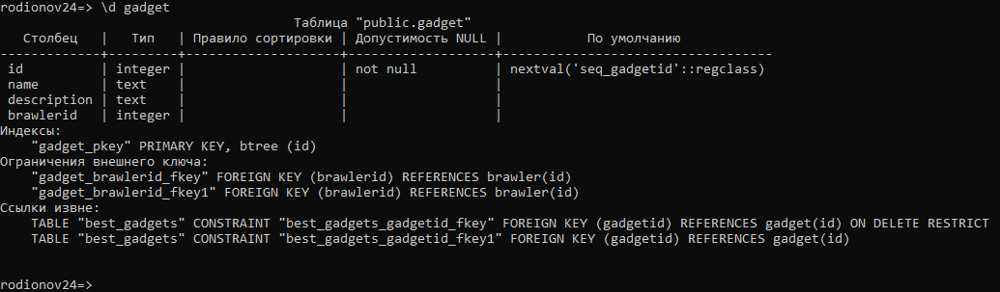 rodionov24=> \d gadget
Таблица "public.gadget"
Столбец | Тип | Правило сортировки | Допустимость NULL | По умолчанию
-------------+---------+--------------------+-------------------+-----------------------------------
id | integer | | not null | nextval('seq_gadgetid'::regclass)
name | text | | |
description | text | | |
brawlerid | integer | | |
Индексы:
"gadget_pkey" PRIMARY KEY, btree (id)
Ограничения внешнего ключа:
"gadget_brawlerid_fkey" FOREIGN KEY (brawlerid) REFERENCES brawler(id)
"gadget_brawlerid_fkey1" FOREIGN KEY (brawlerid) REFERENCES brawler(id)
Ссылки извне:
TABLE "best_gadgets" CONSTRAINT "best_gadgets_gadgetid_fkey" FOREIGN KEY (gadgetid) REFERENCES gadget(id) ON DELETE RESTRICT
TABLE "best_gadgets" CONSTRAINT "best_gadgets_gadgetid_fkey1" FOREIGN KEY (gadgetid) REFERENCES gadget(id)
rodionov24=>